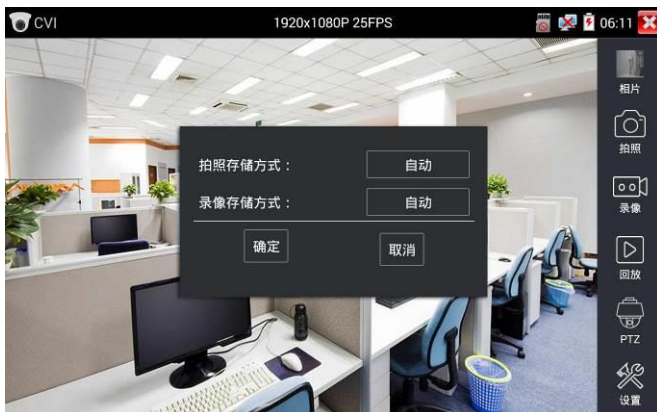 CVI
1920x1080P 25FPS
06:11
相片
拍照
录像
回放
PTZ
设置
拍照存储方式：
自动
录像存储方式：
自动
确定
取消